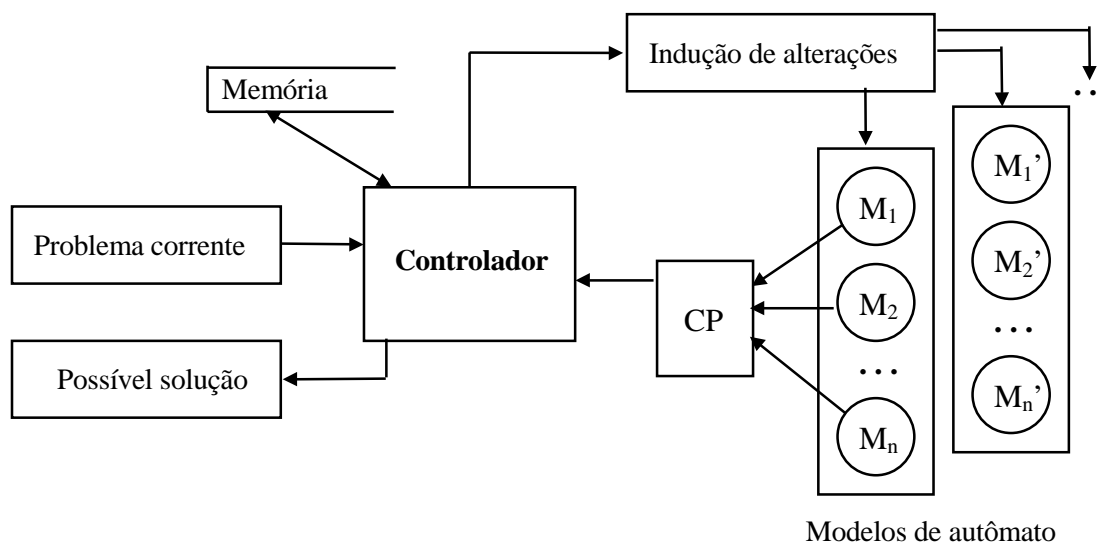 Indução de alterações
Memória
..
M₁’
M₁
Problema corrente
Controlador
M₂’
CP
M₂
...
...
Possível solução
Mₙ’
Mₙ
Modelos de autômato